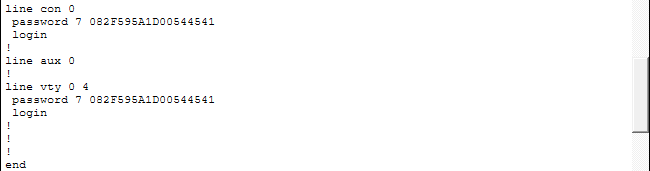 line con 0
 password 7 082F595A1D00544541
 login
!
line aux 0
!
line vty 0 4
 password 7 082F595A1D00544541
 login
!
!
!
end